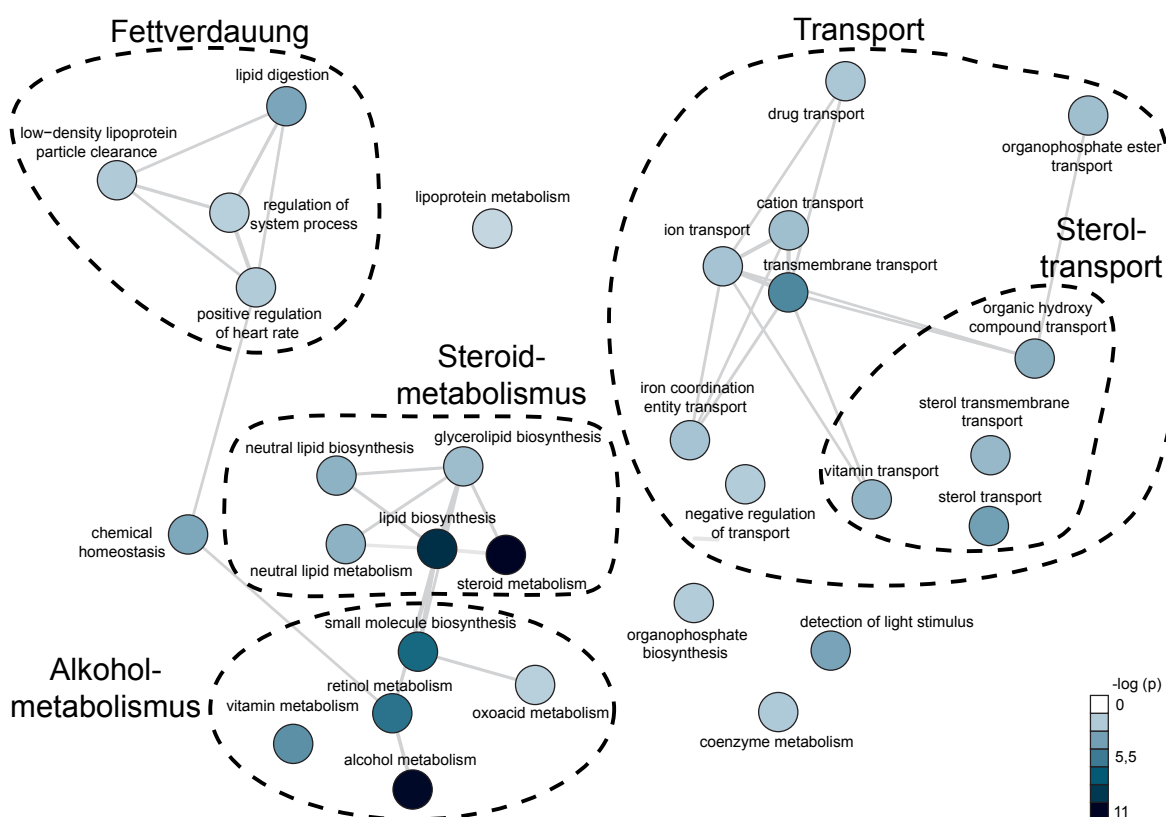 Fettverdauung
lipid digestion
low−density lipoprotein
particle clearance
regulation of
system process
positive regulation
of heart rate
lipoprotein metabolism
Transport
drug transport
organophosphate ester
transport
cation transport
ion transport
transmembrane transport
Sterol-
transport
organic hydroxy
compound transport
iron coordination
entity transport
sterol transmembrane
transport
vitamin transport
sterol transport
negative regulation
of transport
Steroid-
metabolismus
neutral lipid biosynthesis
glycerolipid biosynthesis
lipid biosynthesis
neutral lipid metabolism
steroid metabolism
chemical
homeostasis
Alkohol-
metabolismus
small molecule biosynthesis
retinol metabolism
oxoacid metabolism
vitamin metabolism
alcohol metabolism
organophosphate
biosynthesis
detection of light stimulus
coenzyme metabolism
-log (p)
0
5,5
11